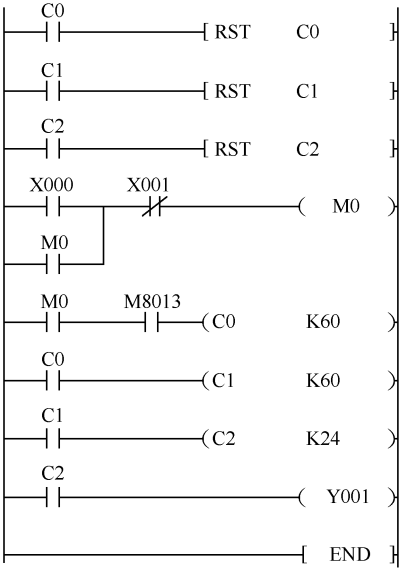 C0
RST C0
C1
RST C1
C2
RST C2
X000 X001
M0
M0
M0 M8013
C0 K60
C0
C1 K60
C1
C2 K24
C2
Y001
END